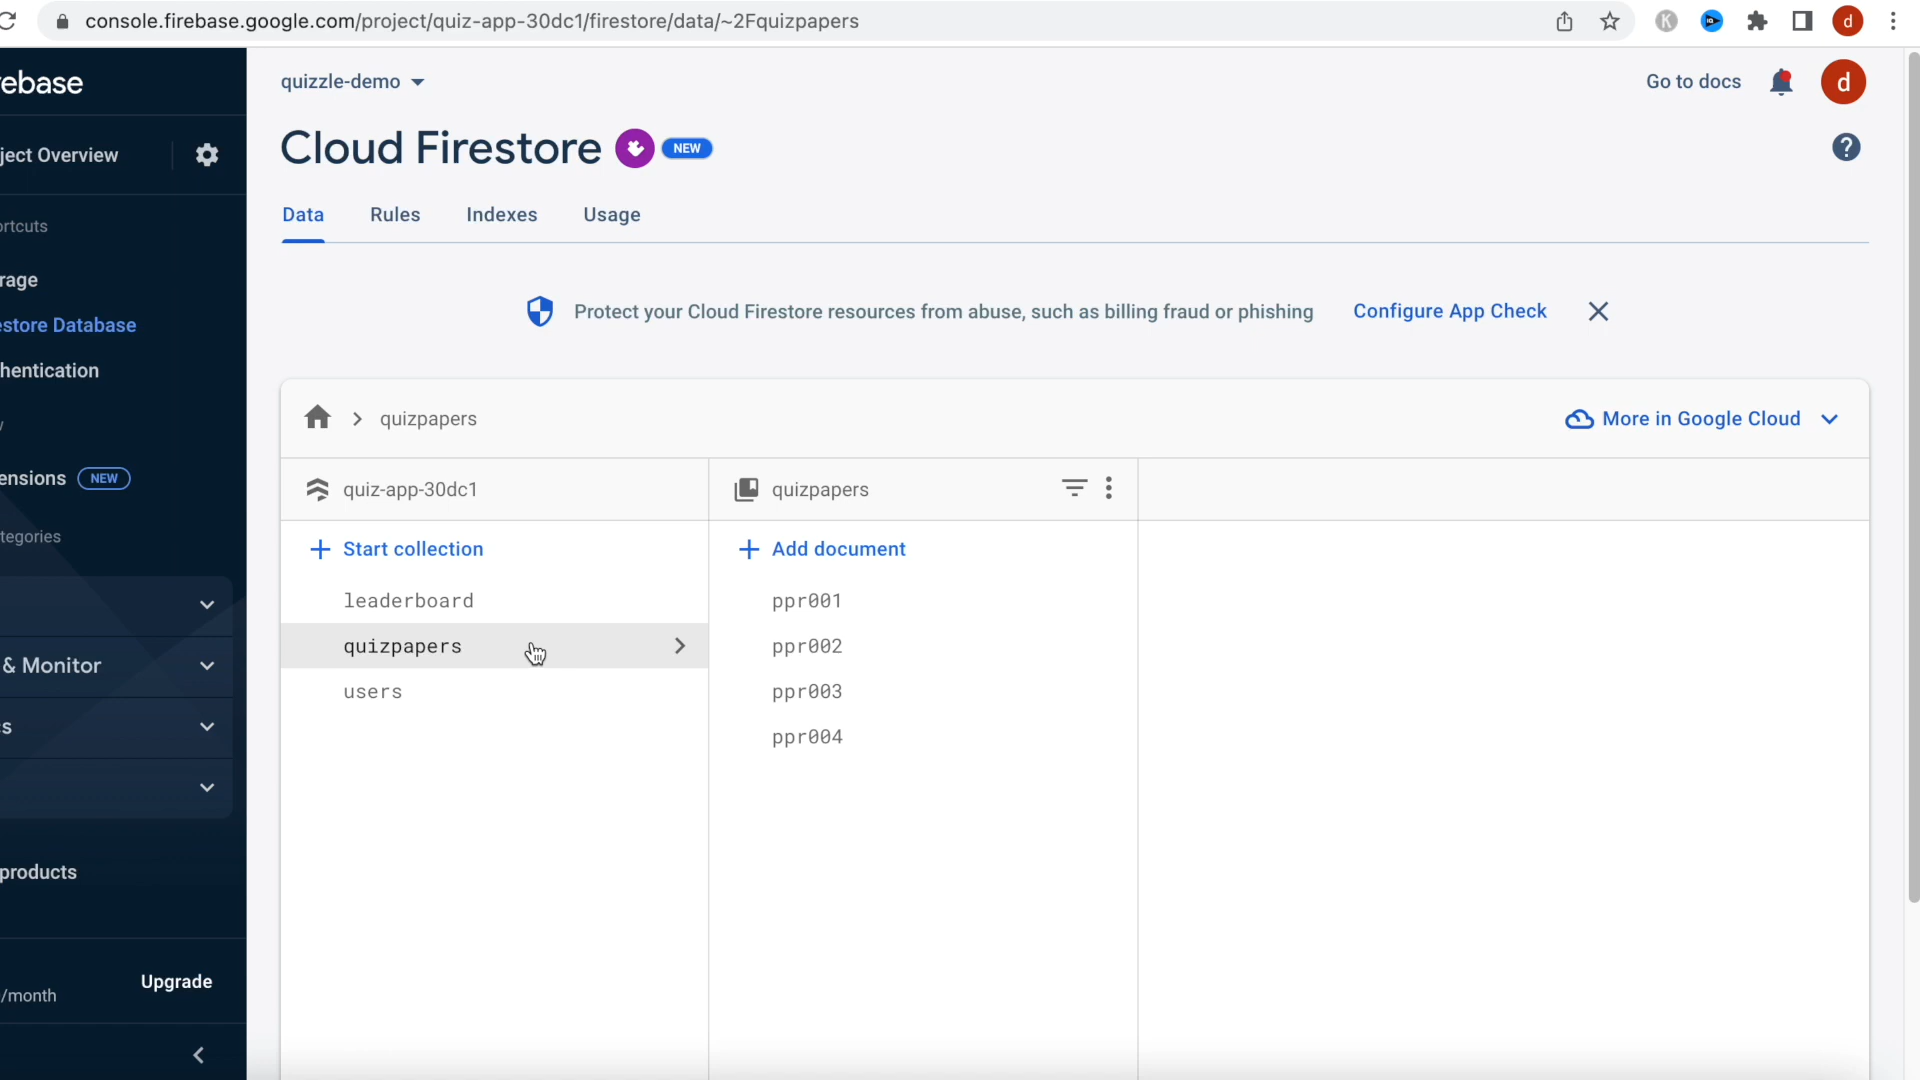 console.firebase.google.com/project/quiz-app-30dc1/firestore/data/~2Fquizpapers
K
d
ebase
quizzle-demo
Go to docs
d
ject Overview
Cloud Firestore
NEW
?
ortcuts
Data
Rules
Indexes
Usage
rage
estore Database
Protect your Cloud Firestore resources from abuse, such as billing fraud or phishing
Configure App Check
hentication
quizpapers
More in Google Cloud
ensions
NEW
quiz-app-30dc1
quizpapers
tegories
Start collection
Add document
leaderboard
ppr001
quizpapers
ppr002
& Monitor
users
ppr003
s
ppr004
products
Upgrade
/month